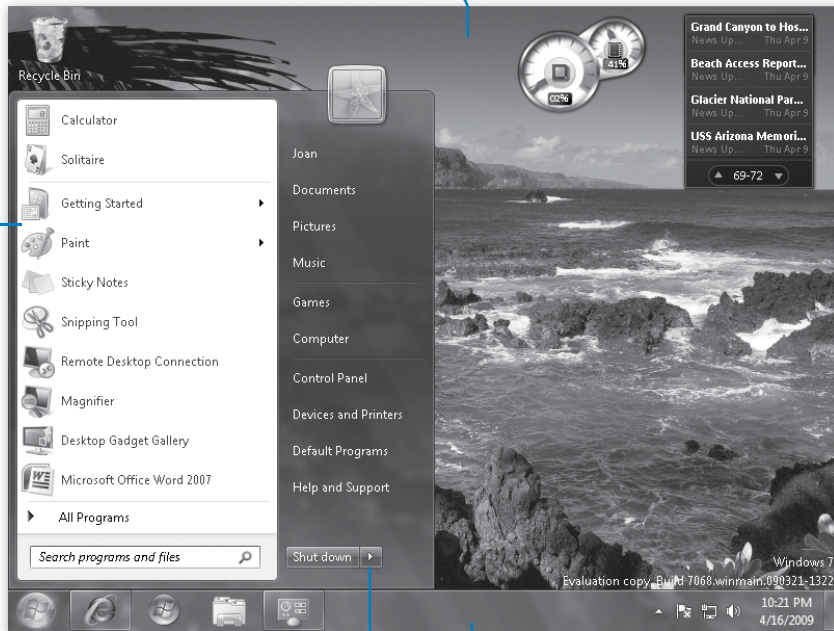 Recycle Bin
Calculator
Solitaire
Getting Started
Paint
Sticky Notes
Snipping Tool
Remote Desktop Connection
Magnifier
Desktop Gadget Gallery
Microsoft Office Word 2007
All Programs
Search programs and files
Joan
Documents
Pictures
Music
Games
Computer
Control Panel
Devices and Printers
Default Programs
Help and Support
Shut down
02%
41%
Grand Canyon to Hos...
News Up... Thu Apr 9
Beach Access Report...
News Up... Thu Apr 9
Glacier National Par...
News Up... Thu Apr 9
USS Arizona Memori...
News Up... Thu Apr 9
69-72
Windows 7
Evaluation copy. Build 7068.winmain.090321-1322
10:21 PM
4/16/2009